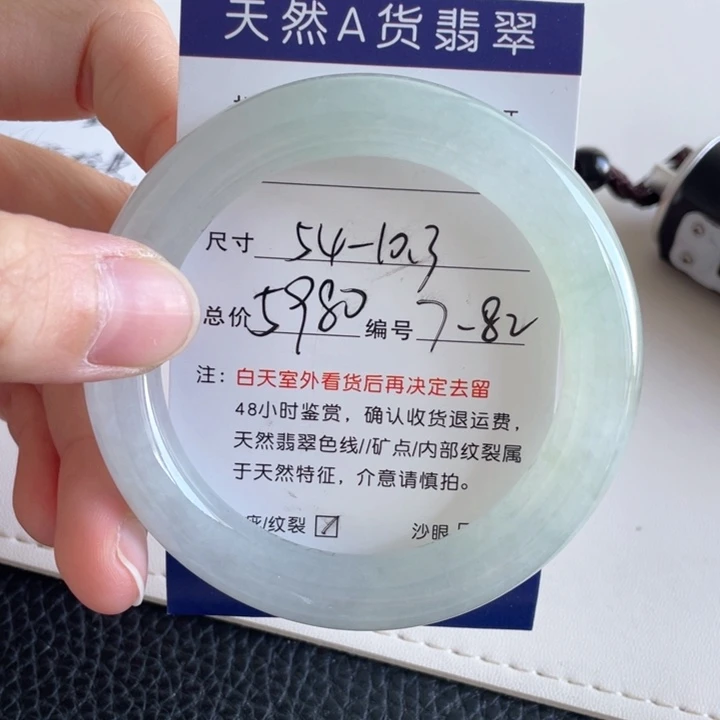 天然A货翡翠
尺寸 54-10.3
总价 5980 编号 7-82
注：白天室外看货后再决定去留
48小时鉴赏，确认收货退运费，
天然翡翠色线//矿点/内部纹裂属
于天然特征，介意请慎拍。
/纹裂 ☑ 沙眼